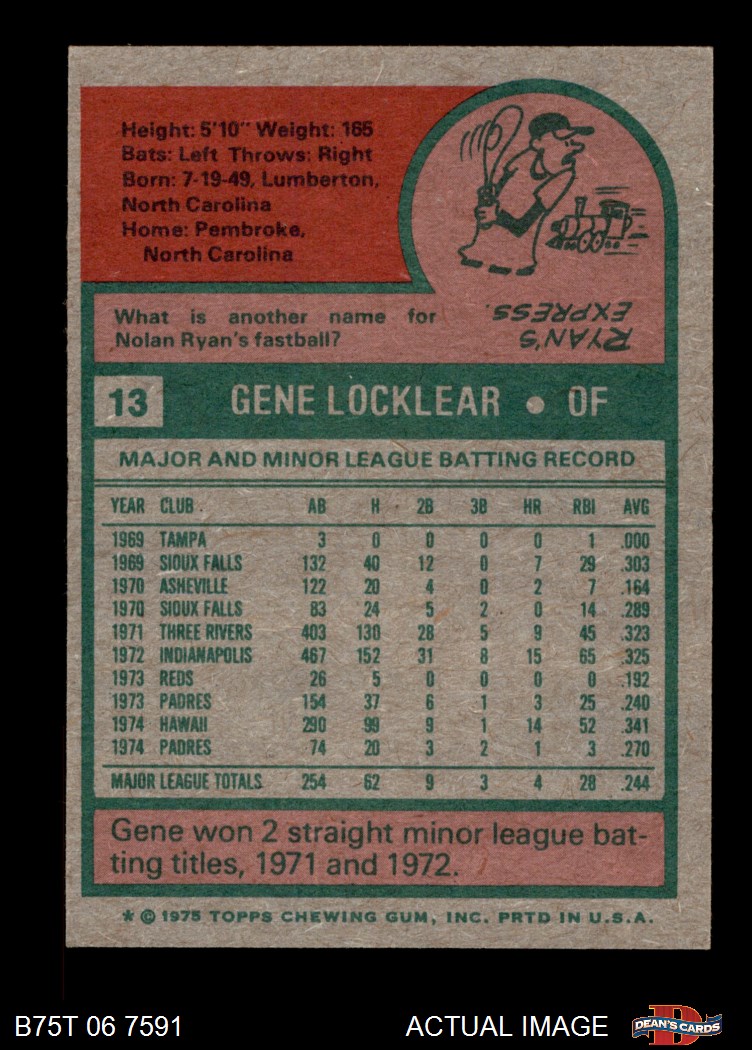 Height: 5'10" Weight: 165
Bats: Left Throws: Right
Born: 7-19-49, Lumberton,
North Carolina
Home: Pembroke,
North Carolina
What is another name for
Nolan Ryan's fastball?
RYAN'S
EXPRESS.
13 GENE LOCKLEAR • OF
MAJOR AND MINOR LEAGUE BATTING RECORD
YEAR CLUB AB H 2B 3B HR RBI AVG
1969 TAMPA 3 0 0 0 0 1 .000
1969 SIOUX FALLS 132 40 12 0 7 29 .303
1970 ASHEVILLE 122 20 4 0 2 7 .164
1970 SIOUX FALLS 83 24 5 2 0 14 .289
1971 THREE RIVERS 403 130 28 5 9 45 .323
1972 INDIANAPOLIS 467 152 31 8 15 65 .325
1973 REDS 26 5 0 0 0 0 .192
1973 PADRES 154 37 6 1 3 25 .240
1974 HAWAII 290 99 9 1 14 52 .341
1974 PADRES 74 20 3 2 1 3 .270
MAJOR LEAGUE TOTALS 254 62 9 3 4 28 .244
Gene won 2 straight minor league bat-
ting titles, 1971 and 1972.
* © 1975 TOPPS CHEWING GUM, INC. PRTD IN U.S.A.
B75T 06 7591 ACTUAL IMAGE DEAN'S CARDS